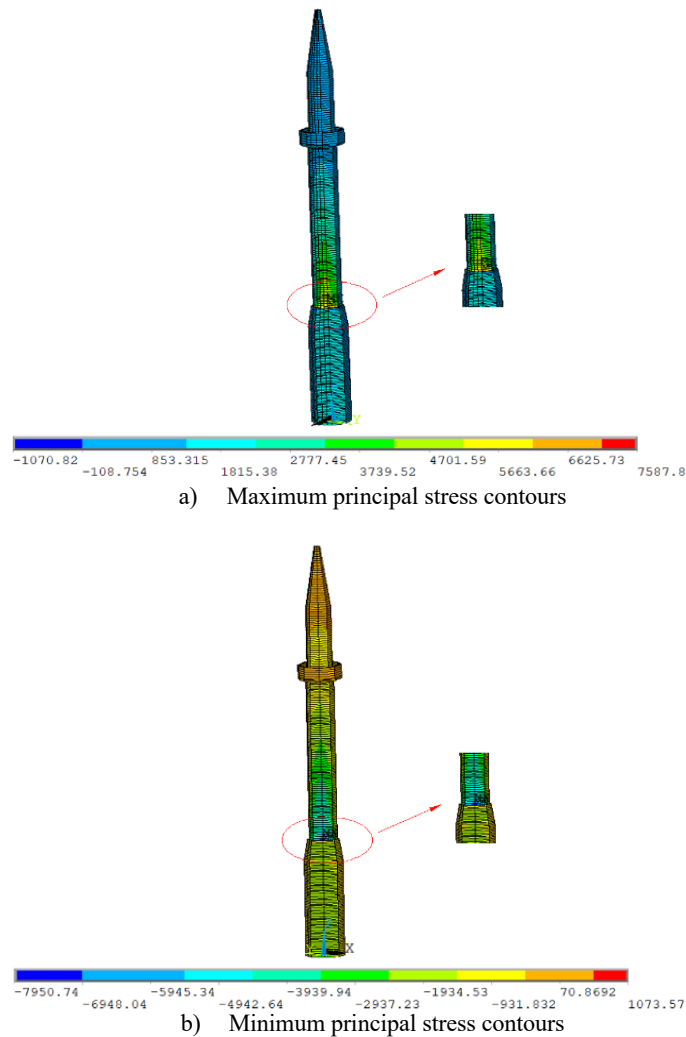 Y
-1070.82 853.315 2777.45 4701.59 6625.73
-108.754 1815.38 3739.52 5663.66 7587.8
a) Maximum principal stress contours
X
-7950.74 -5945.34 -3939.94 -1934.53 70.8692
-6948.04 -4942.64 -2937.23 -931.832 1073.57
b) Minimum principal stress contours